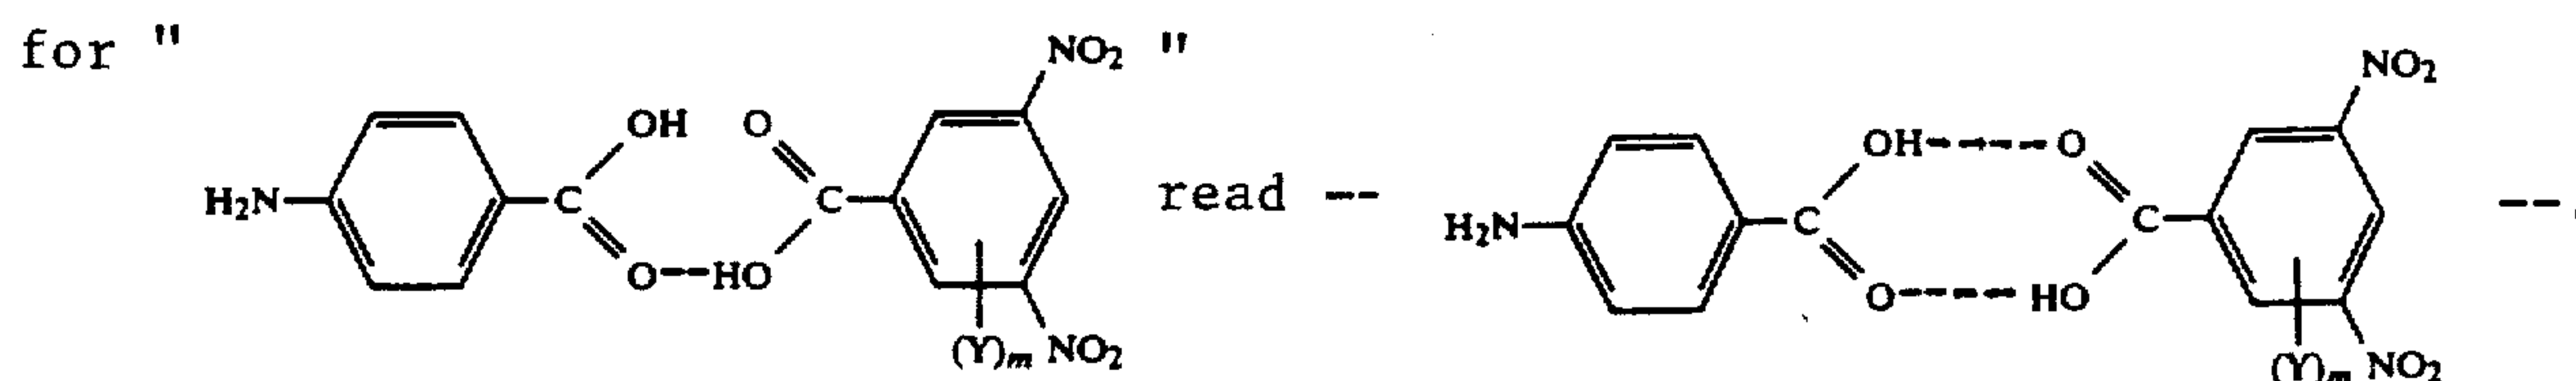 for "
NO₂ "
NO₂
OH O
OH-----O
H₂N C C
read --
H₂N C C
--.
O--HO
O-----HO
(Y)m NO₂
(Y)m NO₂